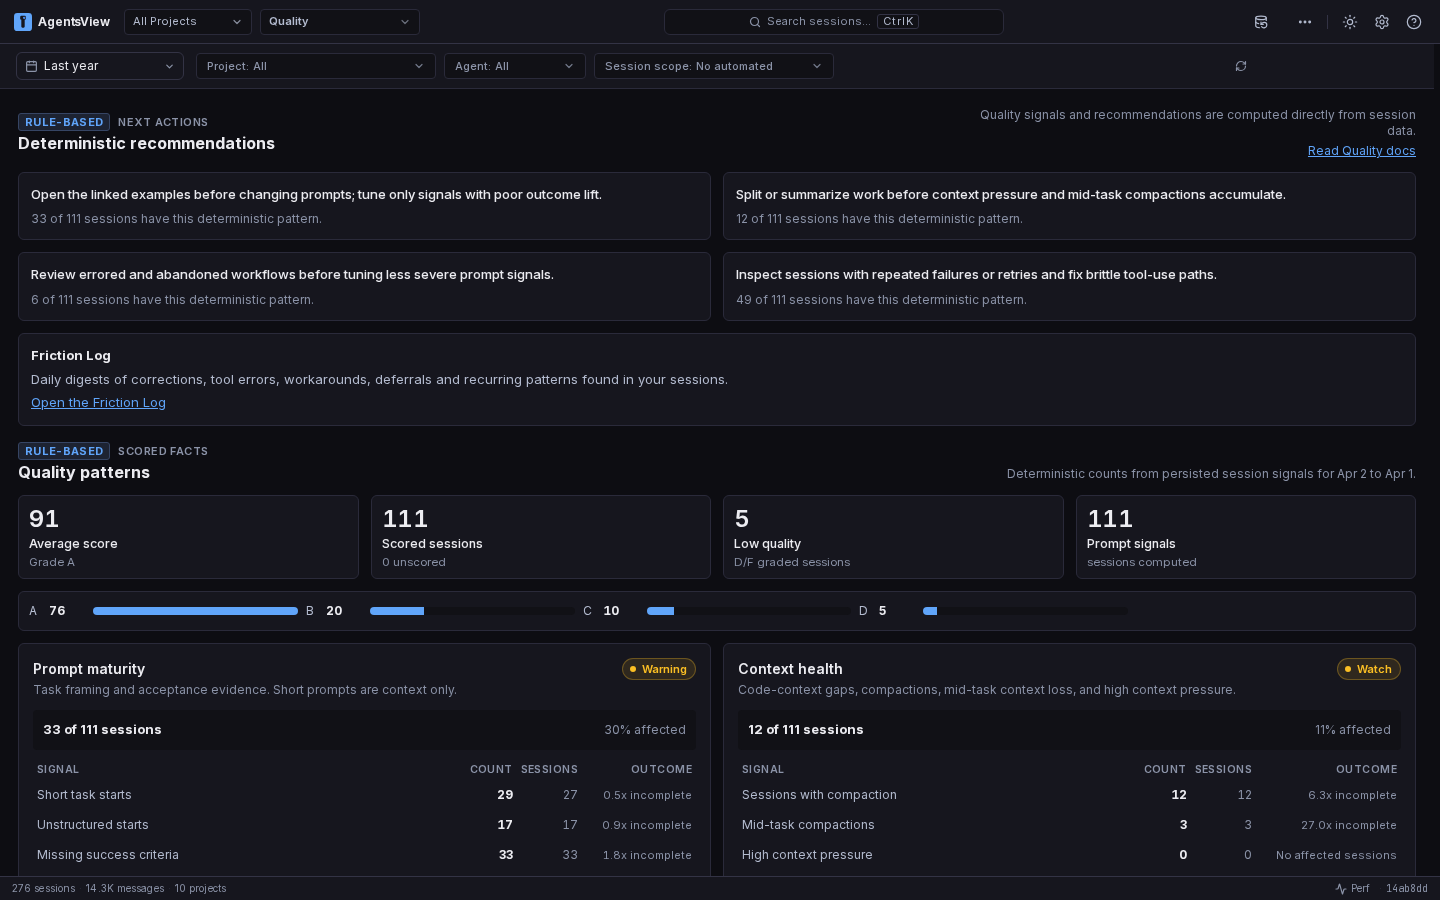 AgentsView
All Projects
Quality
Search sessions... CtrlK
Last year
Project: All
Agent: All
Session scope: No automated
RULE-BASED NEXT ACTIONS
Deterministic recommendations
Quality signals and recommendations are computed directly from session
data.
Read Quality docs
Open the linked examples before changing prompts; tune only signals with poor outcome lift.
33 of 111 sessions have this deterministic pattern.
Split or summarize work before context pressure and mid-task compactions accumulate.
12 of 111 sessions have this deterministic pattern.
Review errored and abandoned workflows before tuning less severe prompt signals.
6 of 111 sessions have this deterministic pattern.
Inspect sessions with repeated failures or retries and fix brittle tool-use paths.
49 of 111 sessions have this deterministic pattern.
Friction Log
Daily digests of corrections, tool errors, workarounds, deferrals and recurring patterns found in your sessions.
Open the Friction Log
RULE-BASED SCORED FACTS
Quality patterns
Deterministic counts from persisted session signals for Apr 2 to Apr 1.
91
Average score
Grade A
111
Scored sessions
0 unscored
5
Low quality
D/F graded sessions
111
Prompt signals
sessions computed
A 76 B 20 C 10 D 5
Prompt maturity
Warning
Task framing and acceptance evidence. Short prompts are context only.
33 of 111 sessions 30% affected
SIGNAL COUNT SESSIONS OUTCOME
Short task starts 29 27 0.5x incomplete
Unstructured starts 17 17 0.9x incomplete
Missing success criteria 33 33 1.8x incomplete
Context health
Watch
Code-context gaps, compactions, mid-task context loss, and high context pressure.
12 of 111 sessions 11% affected
SIGNAL COUNT SESSIONS OUTCOME
Sessions with compaction 12 12 6.3x incomplete
Mid-task compactions 3 3 27.0x incomplete
High context pressure 0 0 No affected sessions
276 sessions 14.3K messages 10 projects
Perf 14ab8dd